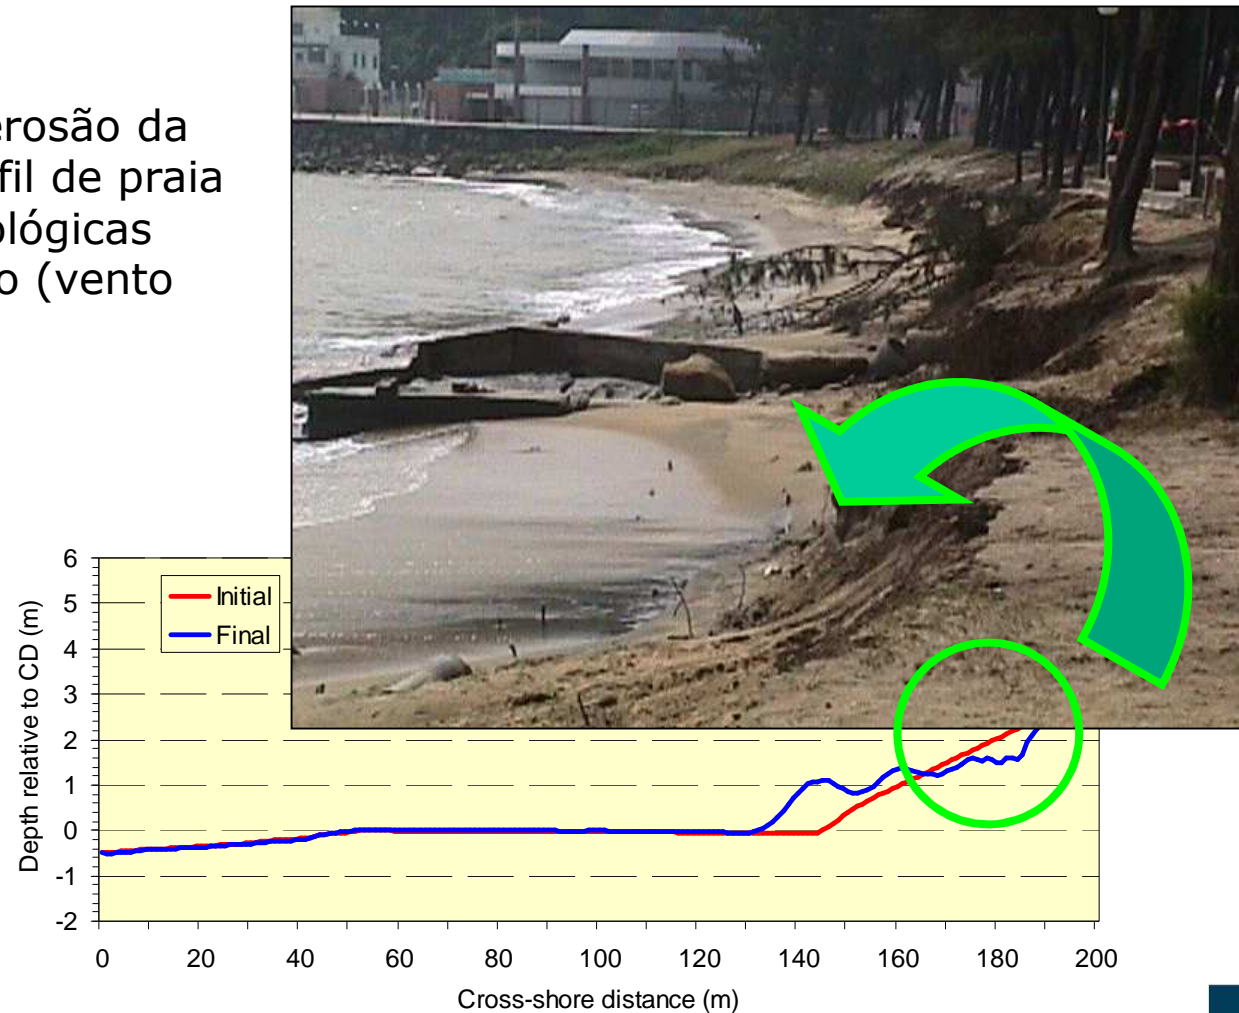 erosão da
fil de praia
ológicas
o (vento
6
5
4
3
2
1
0
-1
-2
Depth relative to CD (m)
Initial
Final
0 20 40 60 80 100 120 140 160 180 200
Cross-shore distance (m)